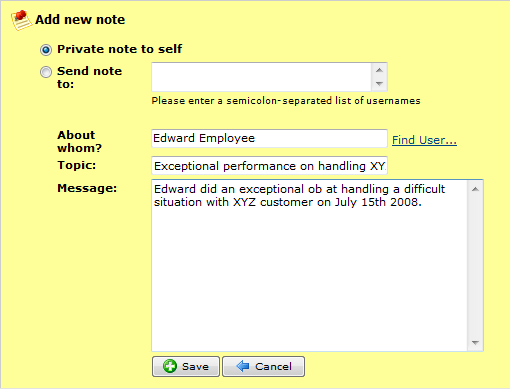 Add new note
Private note to self
Send note
to:
Please enter a semicolon-separated list of usernames
About
whom?
Edward Employee
Find User...
Topic:
Exceptional performance on handling XY
Message:
Edward did an exceptional ob at handling a difficult
situation with XYZ customer on July 15th 2008.
Save
Cancel